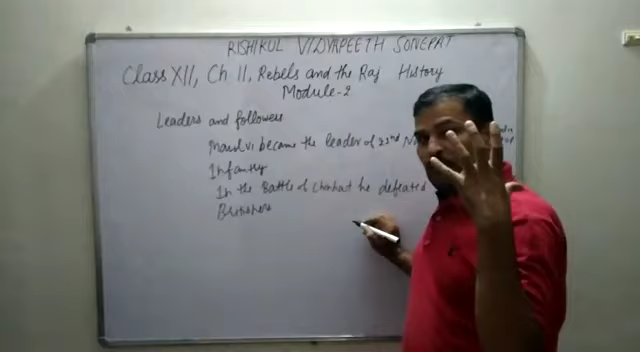 RISHIKUL VIDYAPEETH SONEPAT
Class XII, Ch 11, Rebels and the Raj History
Module-2
Leaders and followers
Maulvi became the leader of 22nd
Infantry
In the Battle of Chinhat he defeated
Britishers